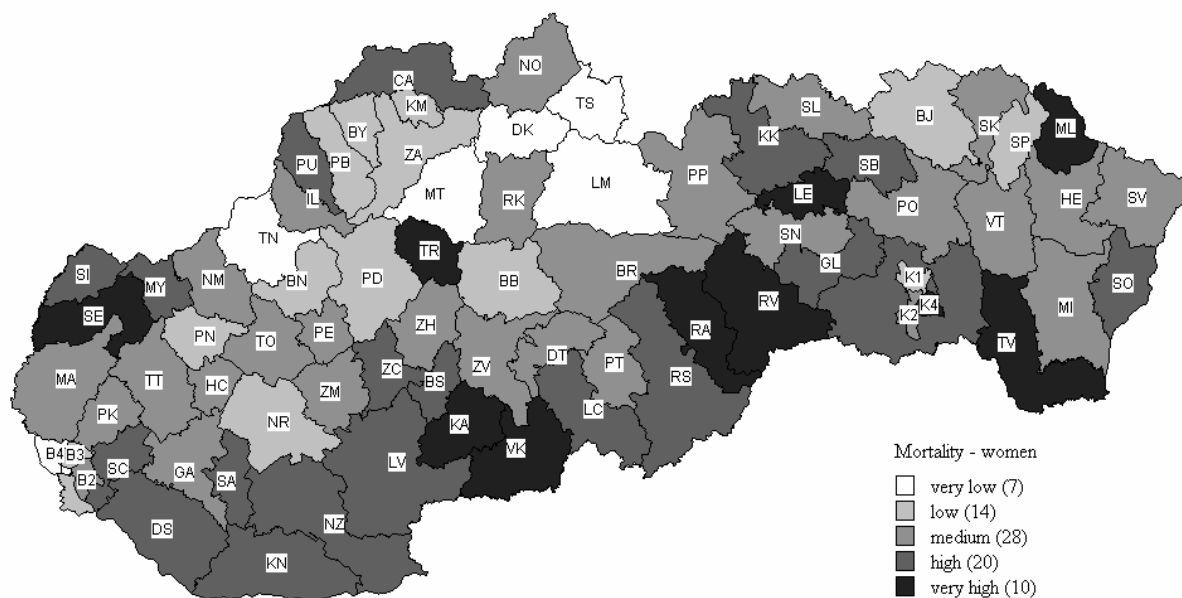 NO
CA
TS
KM
SL
BJ
DK
BY
KK
SK
ML
SP
ZA
PB
PU
SB
PP
LE
MT
RK
LM
IL
HE
SV
PO
VT
TN
SN
TR
BR
GL
SI
MY
NM
BN
PD
BB
K1
SO
RV
K2
K4
MI
SE
PN
TO
PE
ZH
RA
TV
DT
PT
ZV
MA
TT
HC
ZM
ZC
BS
RS
PK
NR
KA
LC
B4
B3
SC
GA
SA
LV
VK
B2
DS
NZ
KN
Mortality - women
very low (7)
low (14)
medium (28)
high (20)
very high (10)